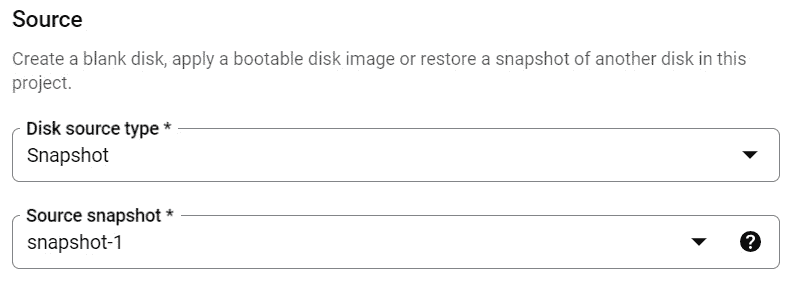 Source
Create a blank disk, apply a bootable disk image or restore a snapshot of another disk in this
project.
Disk source type *
Snapshot
Source snapshot *
snapshot-1